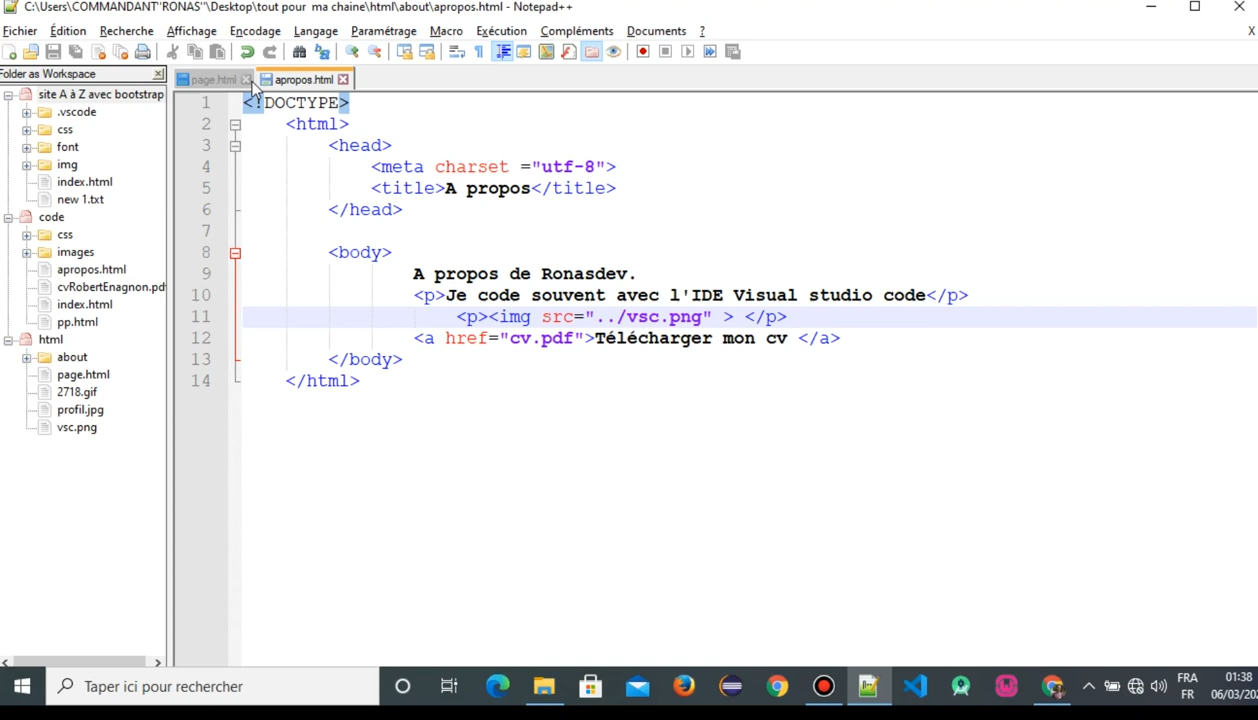 C:\Users\COMMANDANT"RONAS"\Desktop\tout pour ma chaine\html\about\apropos.html - Notepad++
Fichier Édition Recherche Affichage Encodage Langage Paramétrage Macro Exécution Compléments Documents ? X
Folder as Workspace
page.html
apropos.html
site A à Z avec bootstrap
.vscode
css
font
img
index.html
new 1.txt
code
css
images
apropos.html
cvRobertEnagnon.pd
index.html
pp.html
html
about
page.html
2718.gif
profil.jpg
vsc.png
1 <!DOCTYPE>
2 <html>
3 <head>
4 <meta charset ="utf-8">
5 <title>A propos</title>
6 </head>
7
8 <body>
9 A propos de Ronasdev.
10 <p>Je code souvent avec l'IDE Visual studio code</p>
11 <p><img src="../vsc.png" > </p>
12 <a href="cv.pdf">Télécharger mon cv </a>
13 </body>
14 </html>
Taper ici pour rechercher
FRA
FR
01:38
06/03/202